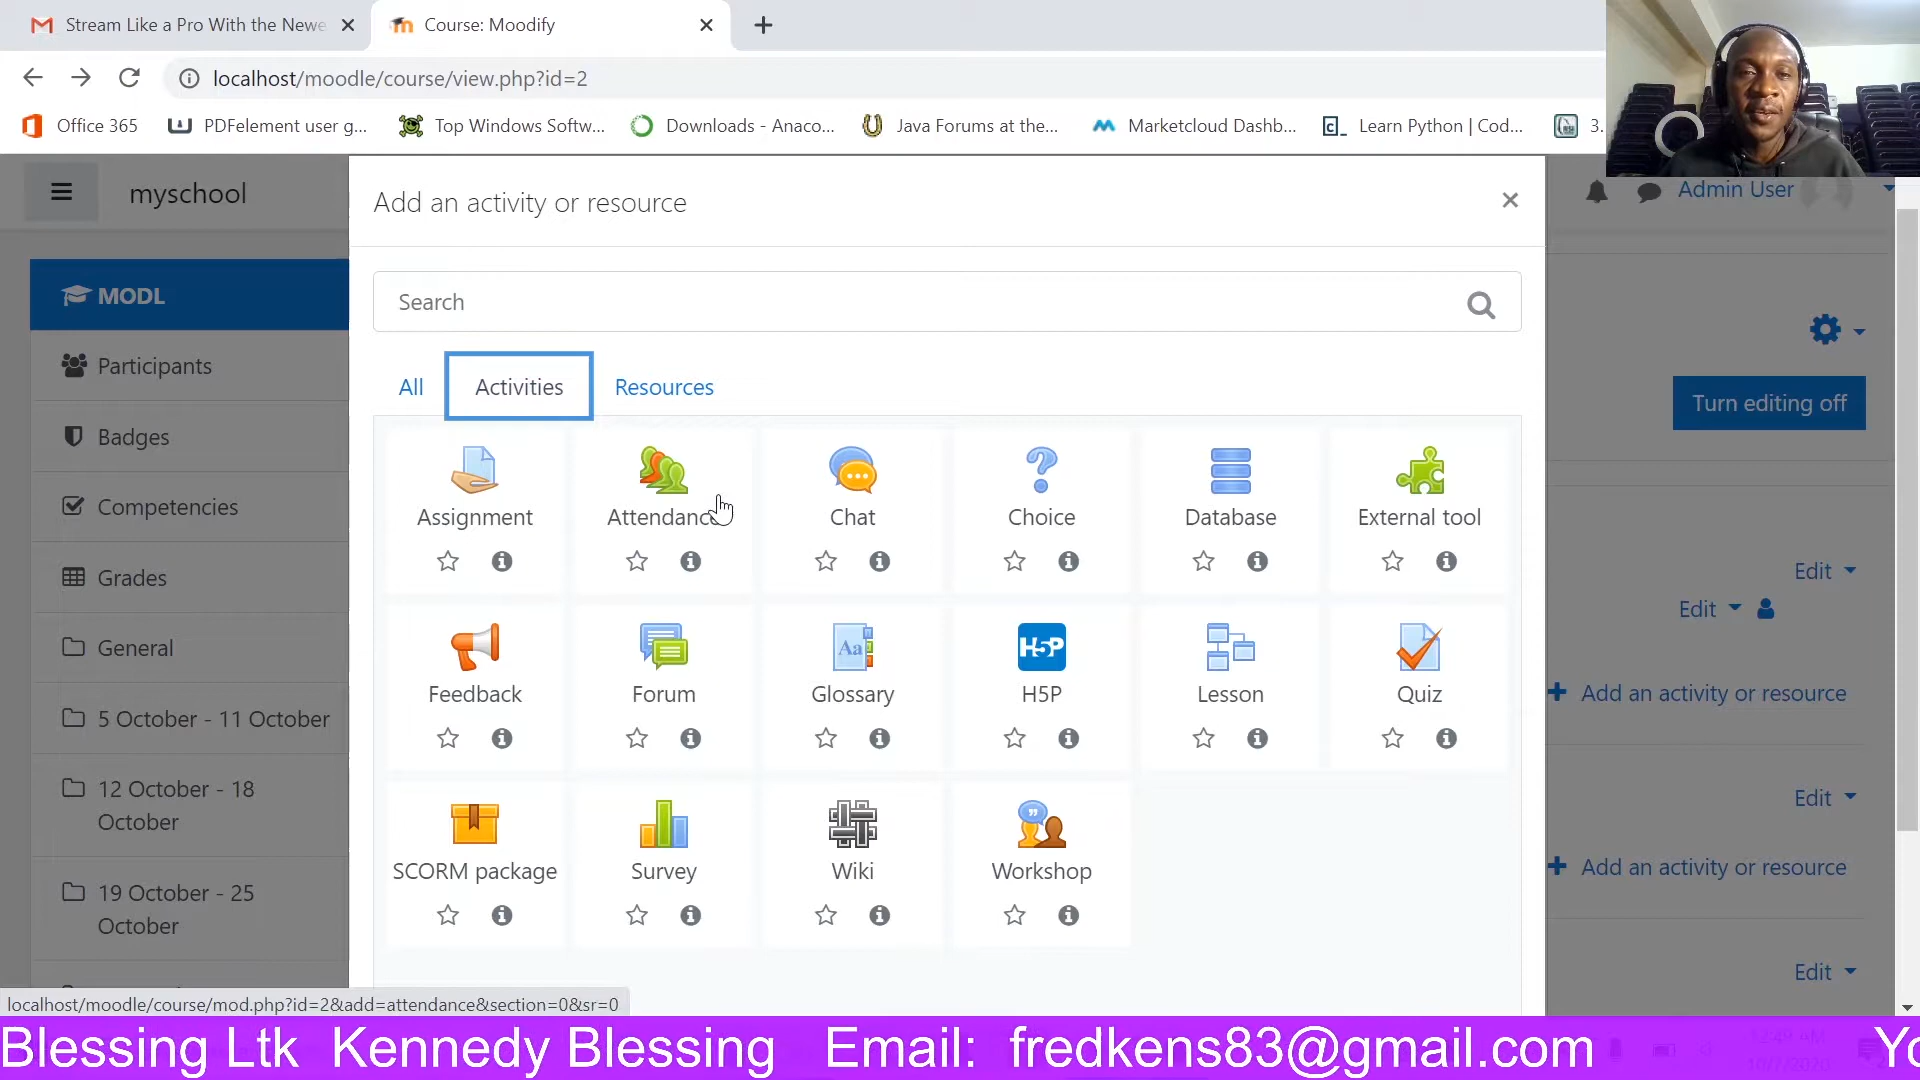 Stream Like a Pro With the Newe
Course: Moodify
localhost/moodle/course/view.php?id=2
Office 365
PDFelement user g...
Top Windows Softw...
Downloads - Anaco...
Java Forums at the...
Marketcloud Dashb...
Learn Python | Cod...
3.
myschool
Add an activity or resource
Admin User
Search
MODL
Participants
Badges
Competencies
Grades
General
5 October - 11 October
12 October - 18
October
19 October - 25
October
All
Activities
Resources
Turn editing off
Assignment
Attendance
Chat
Choice
Database
External tool
Feedback
Forum
Glossary
H5P
H5P
Lesson
Quiz
SCORM package
Survey
Wiki
Workshop
Edit
Edit
Add an activity or resource
Edit
Add an activity or resource
Edit
localhost/moodle/course/mod.php?id=2&add=attendance&section=0&sr=0
Blessing Ltk Kennedy Blessing Email: fredkens83@gmail.com Yo